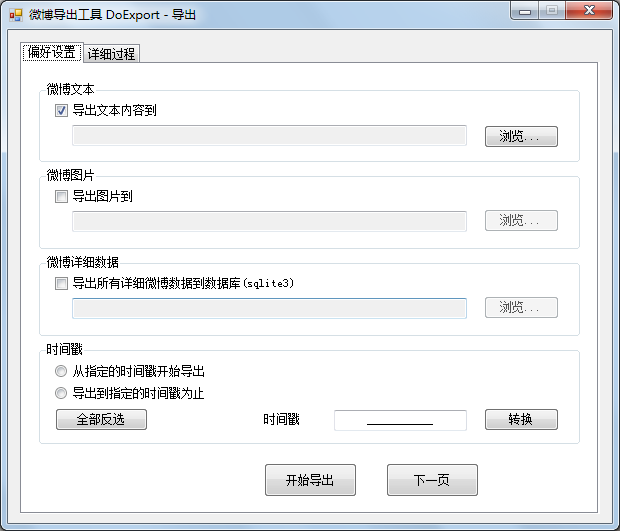 微博导出工具 DoExport - 导出
偏好设置 详细过程
微博文本
导出文本内容到
浏览...
微博图片
导出图片到
浏览...
微博详细数据
导出所有详细微博数据到数据库(sqlite3)
浏览...
时间戳
从指定的时间戳开始导出
导出到指定的时间戳为止
全部反选 时间戳 __________ 转换
开始导出 下一页